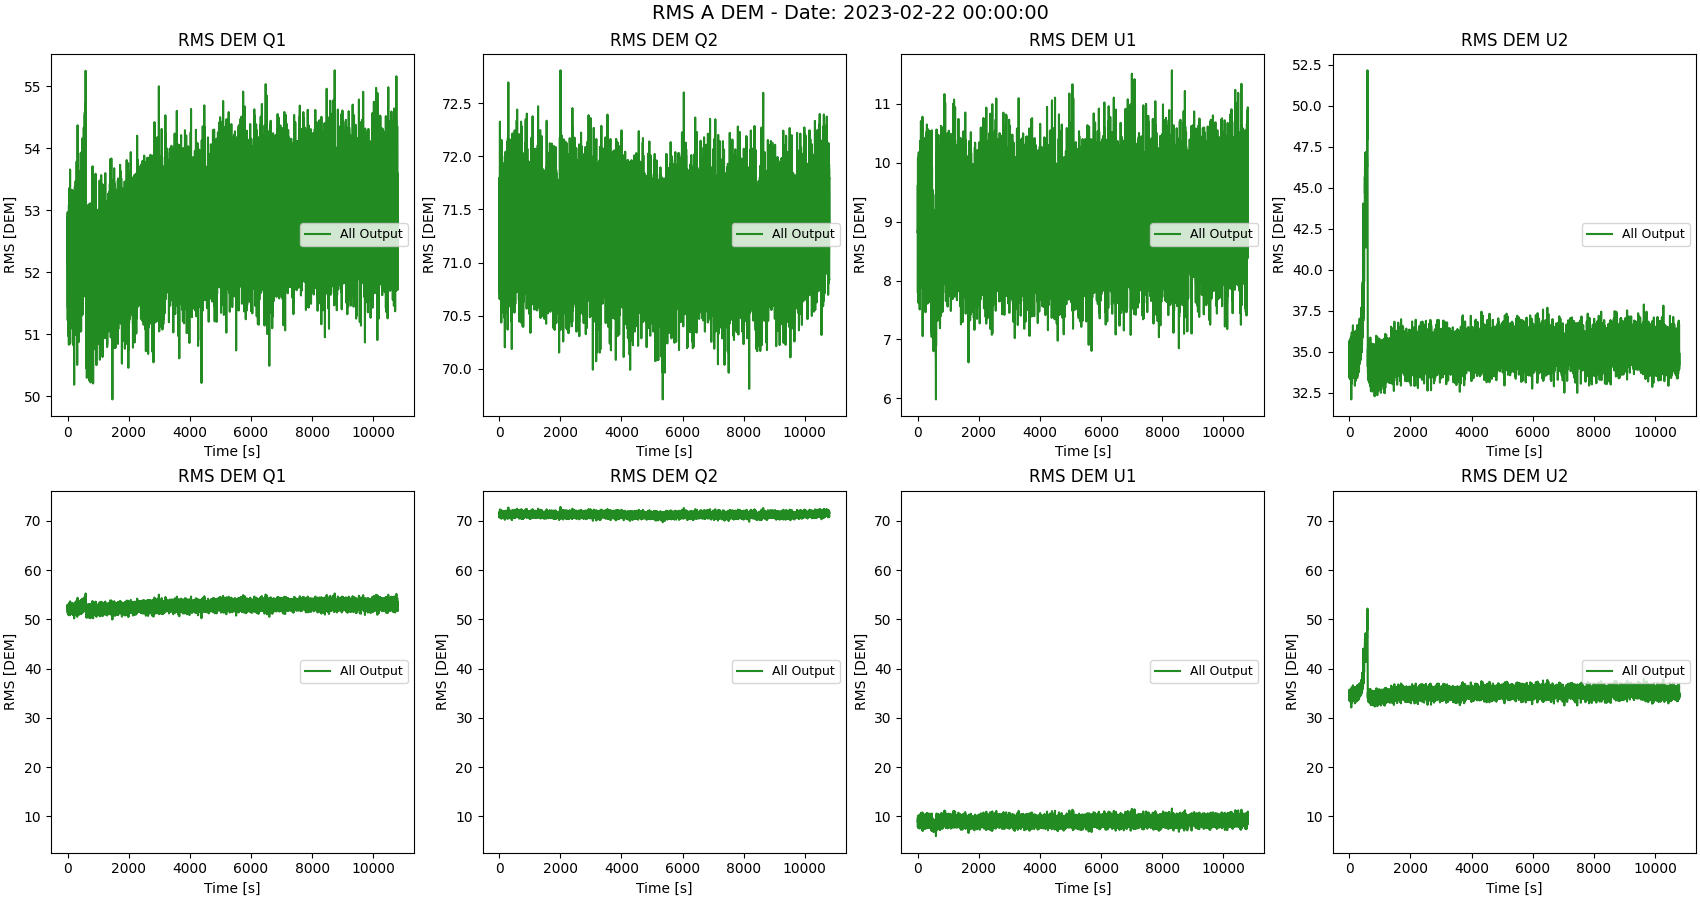 RMS A DEM - Date: 2023-02-22 00:00:00
RMS DEM Q1
RMS DEM Q2
RMS DEM U1
RMS DEM U2
RMS [DEM]
55
54
53
52
51
50
All Output
0 2000 4000 6000 8000 10000
Time [s]
RMS [DEM]
72.5
72.0
71.5
71.0
70.5
70.0
All Output
0 2000 4000 6000 8000 10000
Time [s]
RMS [DEM]
11
10
9
8
7
6
All Output
0 2000 4000 6000 8000 10000
Time [s]
RMS [DEM]
52.5
50.0
47.5
45.0
42.5
40.0
37.5
35.0
32.5
All Output
0 2000 4000 6000 8000 10000
Time [s]
RMS DEM Q1
RMS DEM Q2
RMS DEM U1
RMS DEM U2
RMS [DEM]
70
60
50
40
30
20
10
All Output
0 2000 4000 6000 8000 10000
Time [s]
RMS [DEM]
70
60
50
40
30
20
10
All Output
0 2000 4000 6000 8000 10000
Time [s]
RMS [DEM]
70
60
50
40
30
20
10
All Output
0 2000 4000 6000 8000 10000
Time [s]
RMS [DEM]
70
60
50
40
30
20
10
All Output
0 2000 4000 6000 8000 10000
Time [s]